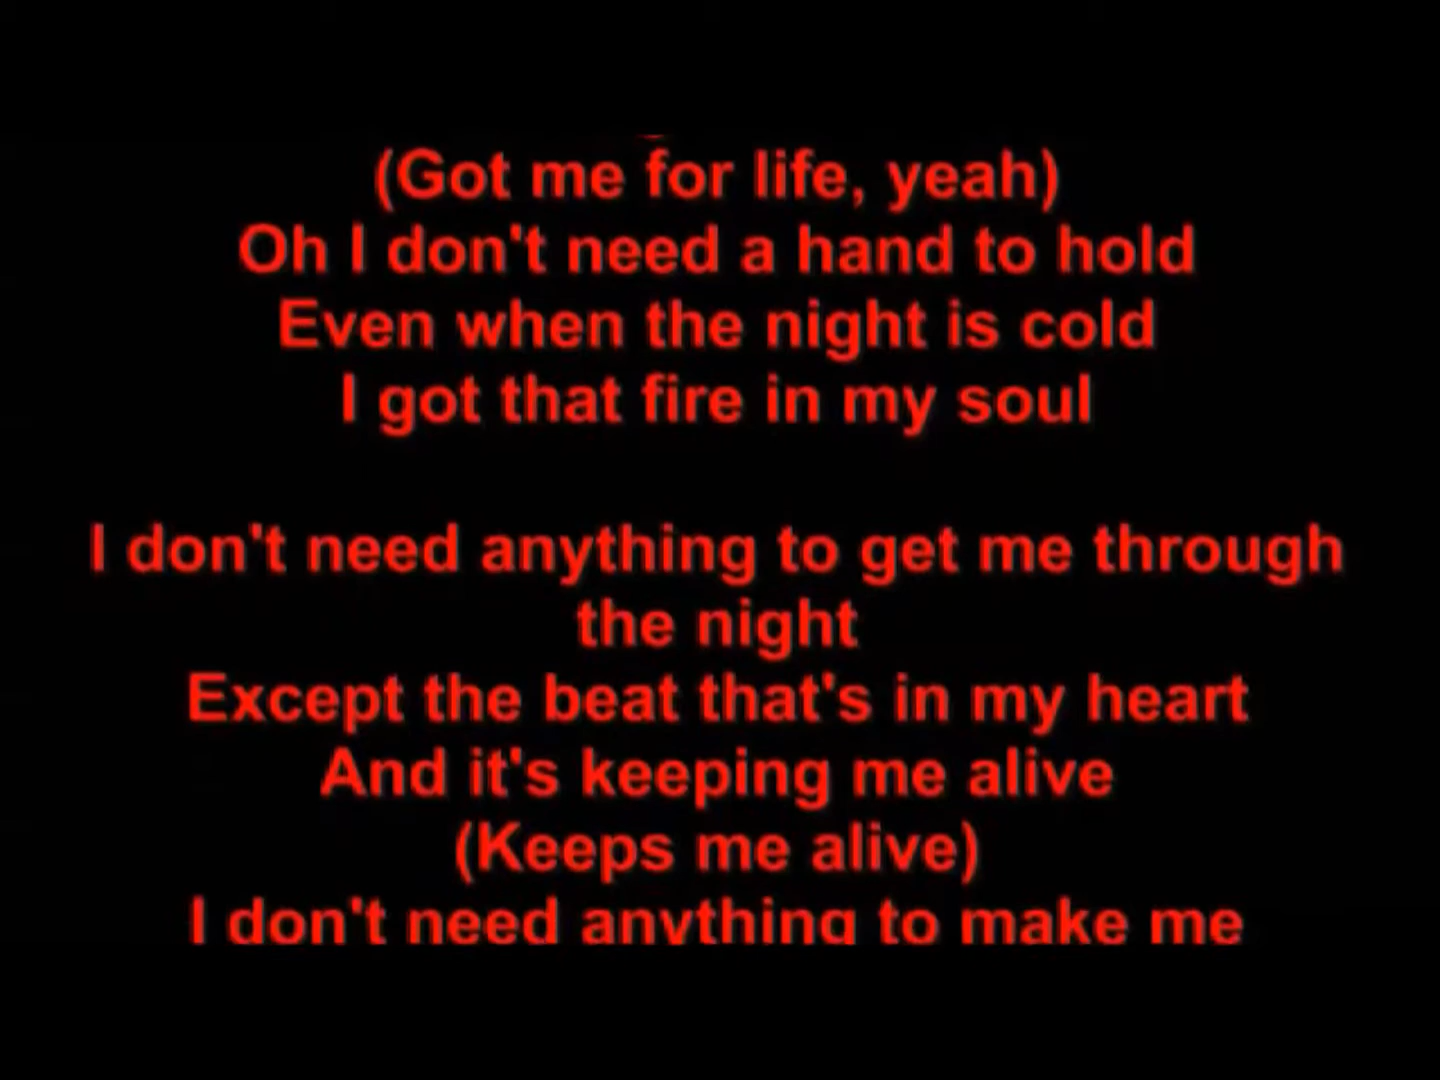 (Got me for life, yeah)
Oh I don't need a hand to hold
Even when the night is cold
I got that fire in my soul
I don't need anything to get me through
the night
Except the beat that's in my heart
And it's keeping me alive
(Keeps me alive)
I don't need anything to make me